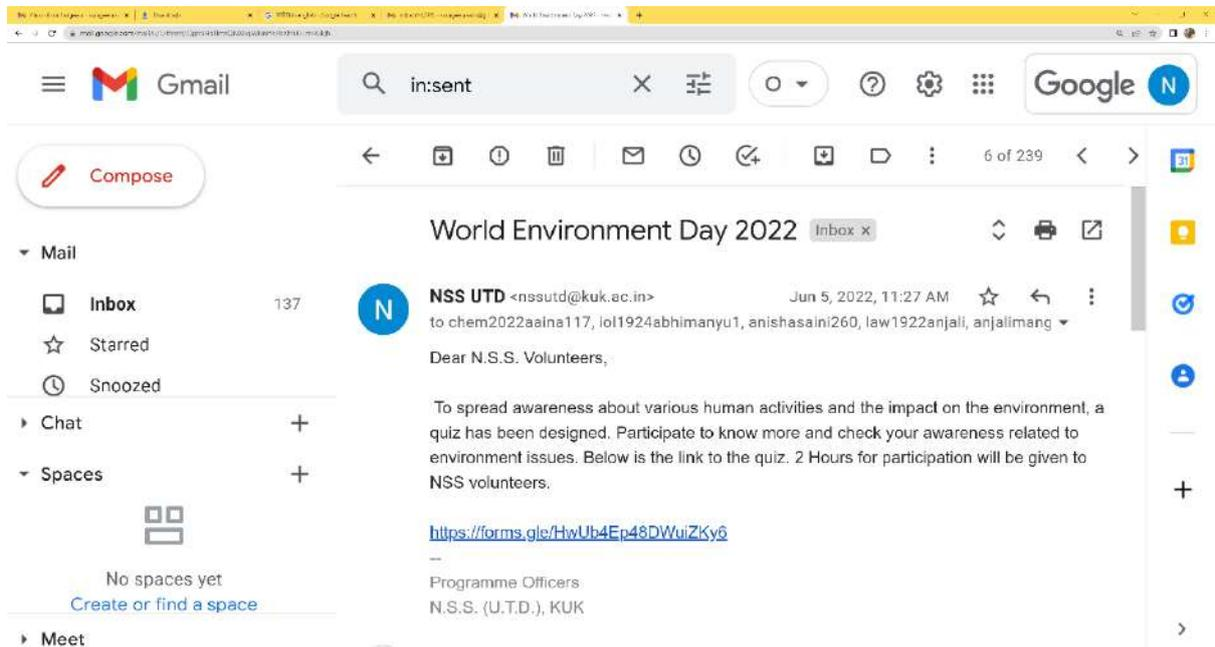 Gmail
in:sent
Google
N
Compose
6 of 239
31
World Environment Day 2022 Inbox x
Mail
Inbox 137
Starred
Snoozed
Chat
Spaces
No spaces yet
Create or find a space
Meet
N
NSS UTD <nssutd@kuk.ac.in> Jun 5, 2022, 11:27 AM
to chem2022aaina117, iol1924abhimanyu1, anishasaini260, law1922anjali, anjalimang
Dear N.S.S. Volunteers,
To spread awareness about various human activities and the impact on the environment, a
quiz has been designed. Participate to know more and check your awareness related to
environment issues. Below is the link to the quiz. 2 Hours for participation will be given to
NSS volunteers.
https://forms.gle/HwUb4Ep48DWuiZKy6
--
Programme Officers
N.S.S. (U.T.D.), KUK